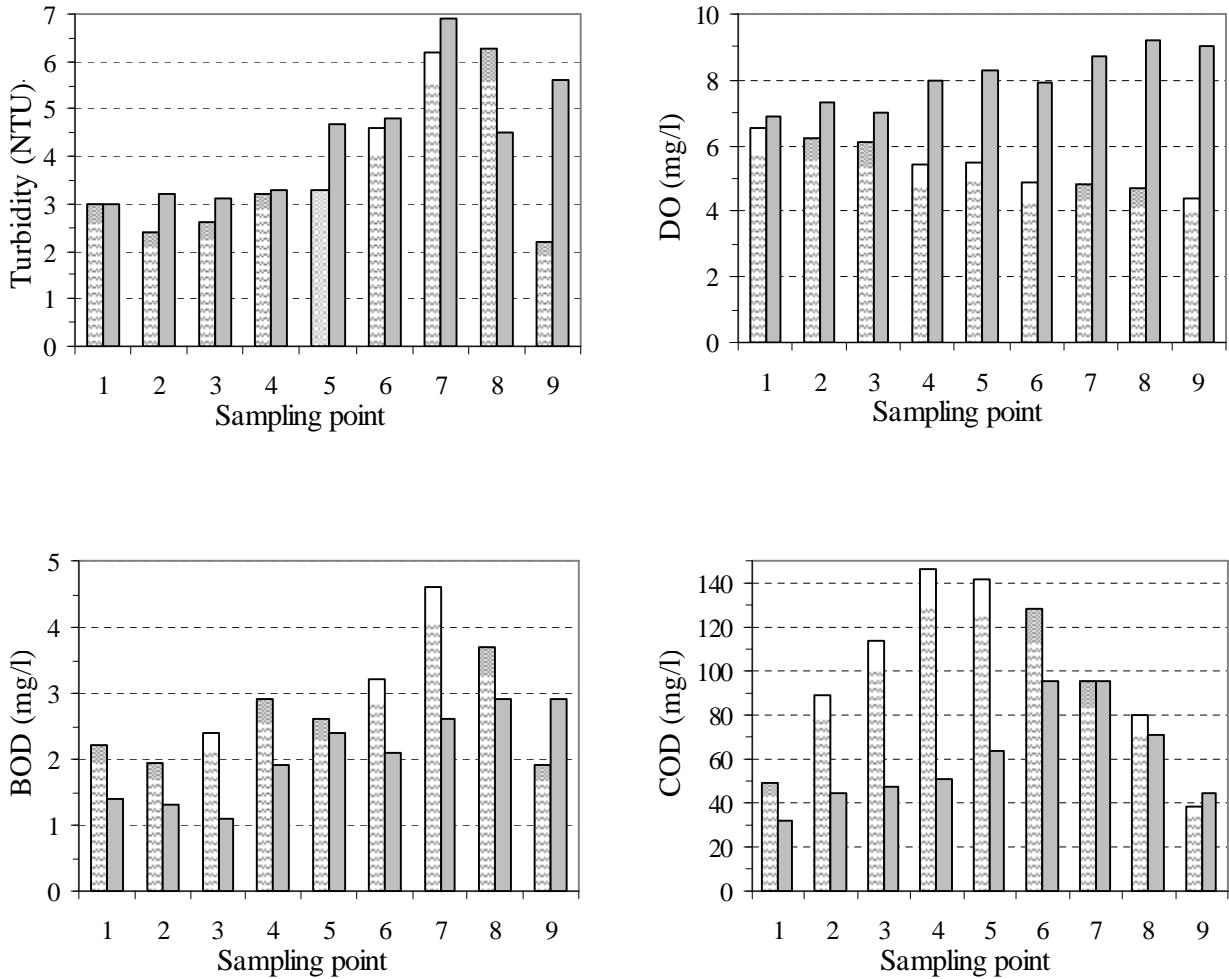 Turbidity (NTU).
7
6
5
4
3
2
1
0
1 2 3 4 5 6 7 8 9
Sampling point
DO (mg/l)
10
8
6
4
2
0
1 2 3 4 5 6 7 8 9
Sampling point
BOD (mg/l)
5
4
3
2
1
0
1 2 3 4 5 6 7 8 9
Sampling point
COD (mg/l)
140
120
100
80
60
40
20
0
1 2 3 4 5 6 7 8 9
Sampling point